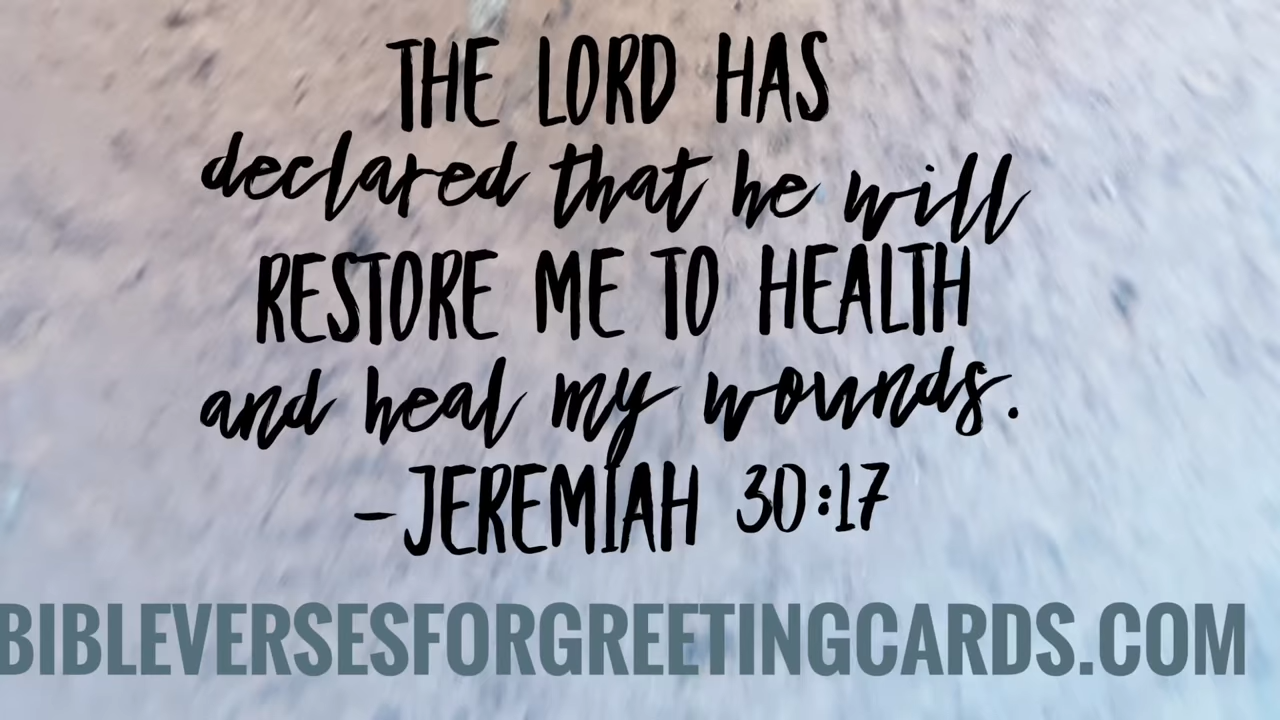 THE LORD HAS
declared that he will
RESTORE ME TO HEALTH
and heal my wounds.
-JEREMIAH 30:17
BIBLEVERSESFORGREETINGCARDS.COM